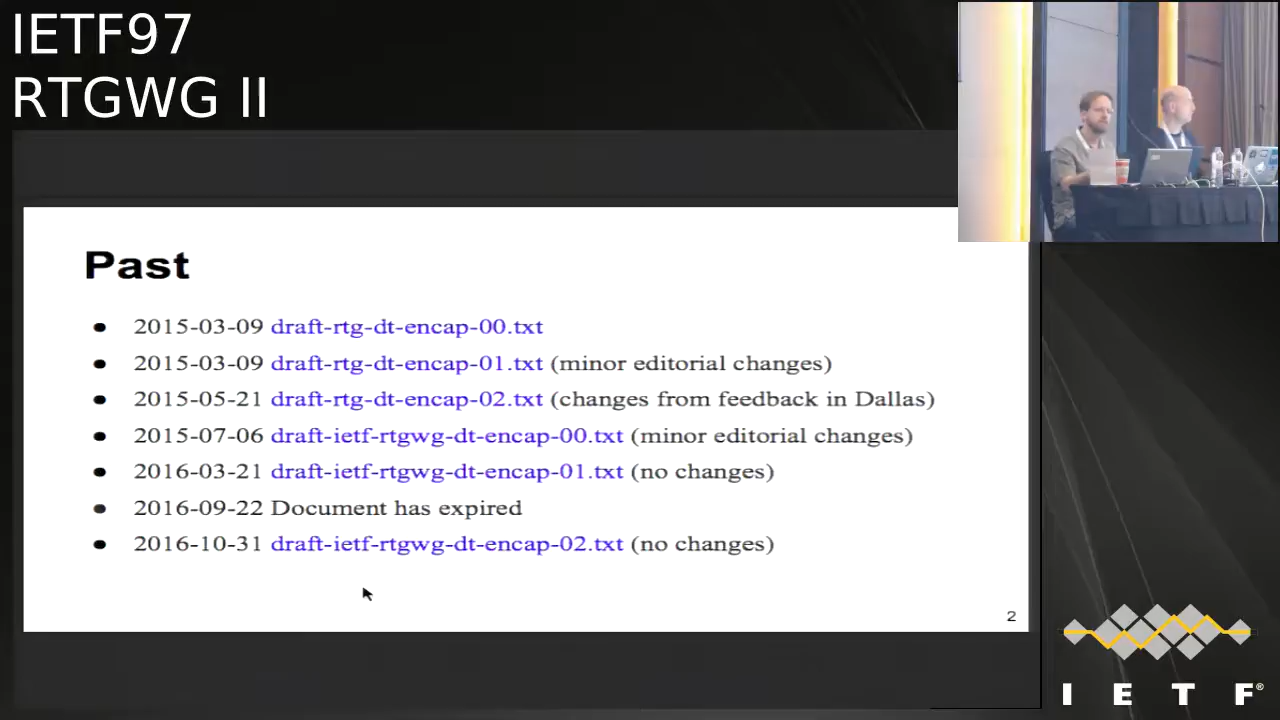 IETF97
RTGWG II
Past
2015-03-09 draft-rtg-dt-encap-00.txt
2015-03-09 draft-rtg-dt-encap-01.txt (minor editorial changes)
2015-05-21 draft-rtg-dt-encap-02.txt (changes from feedback in Dallas)
2015-07-06 draft-ietf-rtgwg-dt-encap-00.txt (minor editorial changes)
2016-03-21 draft-ietf-rtgwg-dt-encap-01.txt (no changes)
2016-09-22 Document has expired
2016-10-31 draft-ietf-rtgwg-dt-encap-02.txt (no changes)
2
I E T F®